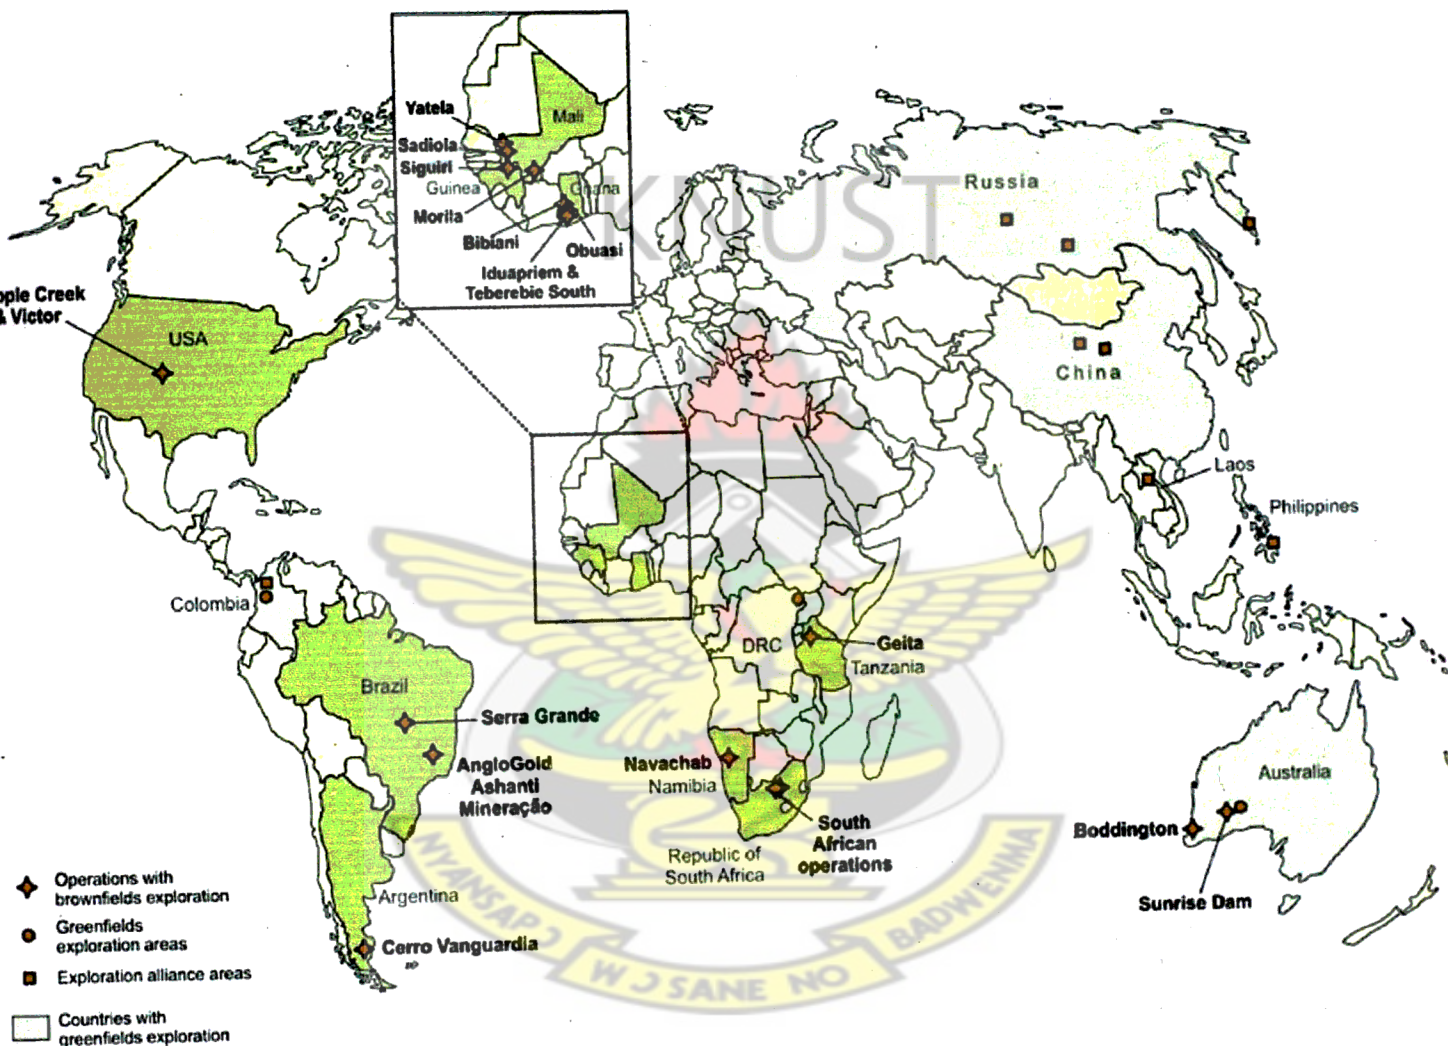 Yatela
Mali
Sadiola
Siguiri
Guinea
Ghana
Morila
Bibiani
Obuasi
Iduapriem &
Teberebie South
KNUST
Russia
Creek
& Victor
USA
China
Laos
Philippines
Colombia
DRC
Geita
Tanzania
Brazil
Serra Grande
AngloGold
Ashanti
Mineração
Navachab
Namibia
South
African
operations
Republic of
South Africa
Australia
Boddington
Sunrise Dam
Argentina
Cerro Vanguardia
NYANSAPƆ
WƆSANE NO
BADWENMA
Operations with
brownfields exploration
Greenfields
exploration areas
Exploration alliance areas
Countries with
greenfields exploration